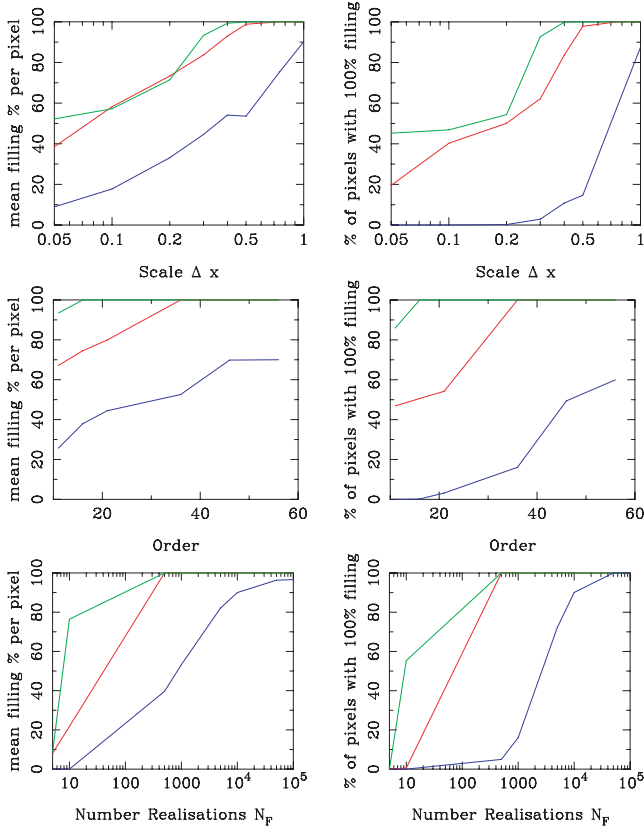 mean filling % per pixel
0 20 40 60 80 100
0.05 0.1 0.2 0.5 1
Scale Δ x
% of pixels with 100% filling
0 20 40 60 80 100
0.05 0.1 0.2 0.5 1
Scale Δ x
mean filling % per pixel
0 20 40 60 80 100
20 40 60
Order
% of pixels with 100% filling
0 20 40 60 80 100
20 40 60
Order
mean filling % per pixel
0 20 40 60 80 100
10 100 1000 10⁴ 10⁵
Number Realisations N_F
% of pixels with 100% filling
0 20 40 60 80 100
10 100 1000 10⁴ 10⁵
Number Realisations N_F